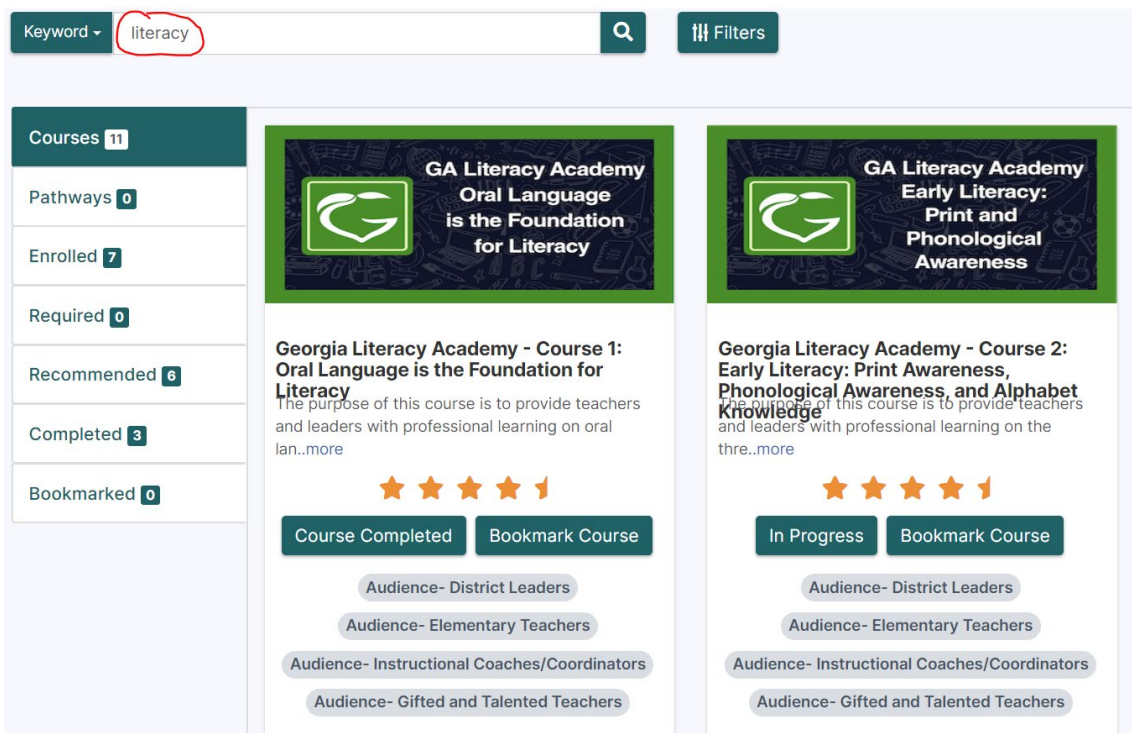 Keyword
literacy
Filters
Courses 11
Pathways 0
Enrolled 7
Required 0
Recommended 6
Completed 3
Bookmarked 0
GA Literacy Academy
Oral Language
is the Foundation
for Literacy
Georgia Literacy Academy - Course 1:
Oral Language is the Foundation for
Literacy
The purpose of this course is to provide teachers
and leaders with professional learning on oral
lan..more
Course Completed
Bookmark Course
Audience- District Leaders
Audience- Elementary Teachers
Audience- Instructional Coaches/Coordinators
Audience- Gifted and Talented Teachers
GA Literacy Academy
Early Literacy:
Print and
Phonological
Awareness
Georgia Literacy Academy - Course 2:
Early Literacy: Print Awareness,
Phonological Awareness, and Alphabet
Knowledge
The purpose of this course is to provide teachers
and leaders with professional learning on the
thre..more
In Progress
Bookmark Course
Audience- District Leaders
Audience- Elementary Teachers
Audience- Instructional Coaches/Coordinators
Audience- Gifted and Talented Teachers